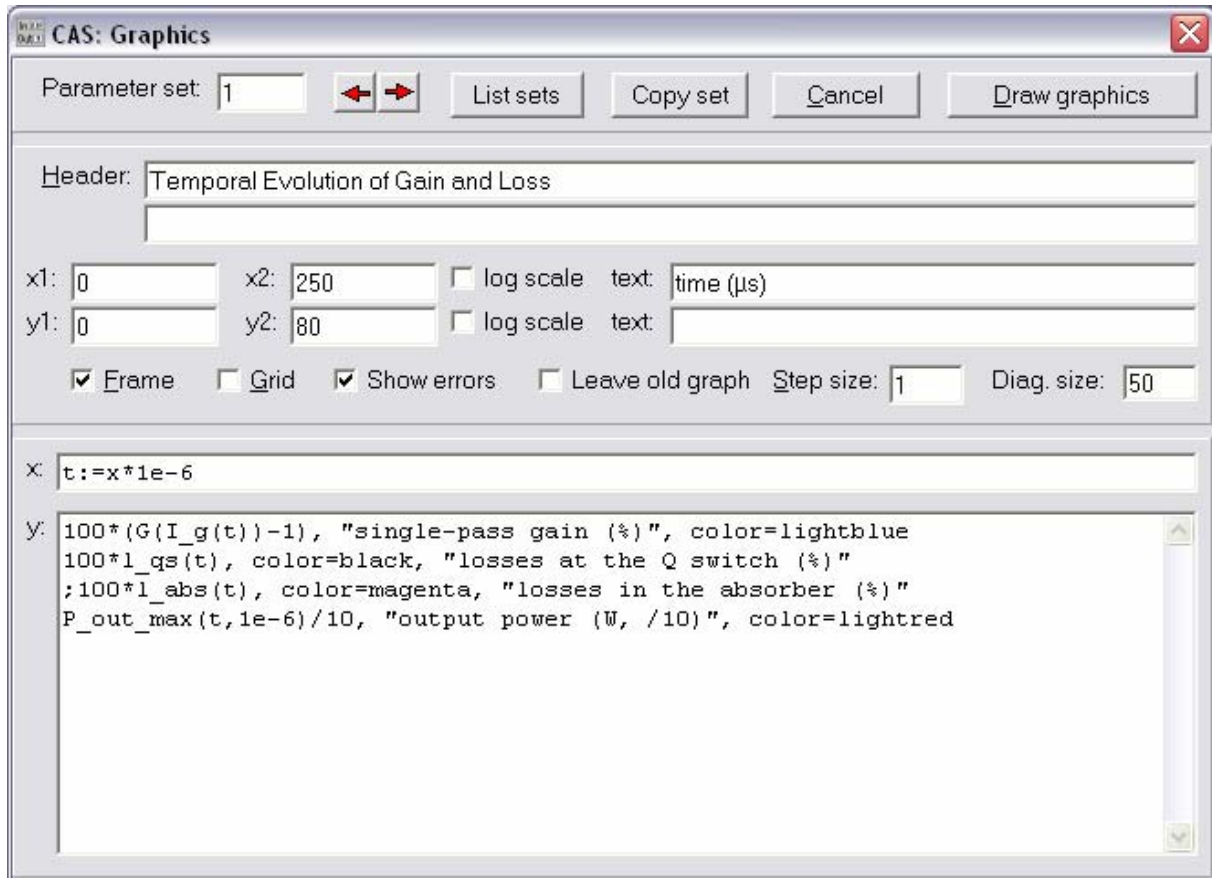 CAS: Graphics
Parameter set: 1 List sets Copy set Cancel Draw graphics
Header: Temporal Evolution of Gain and Loss
x1: 0 x2: 250 log scale text: time (µs)
y1: 0 y2: 80 log scale text:
Frame Grid Show errors Leave old graph Step size: 1 Diag. size: 50
x: t:=x*1e-6
y: 100*(G(I_g(t))-1), "single-pass gain (%)", color=lightblue
100*l_qs(t), color=black, "losses at the Q switch (%)"
;100*l_abs(t), color=magenta, "losses in the absorber (%)"
P_out_max(t,1e-6)/10, "output power (W, /10)", color=lightred